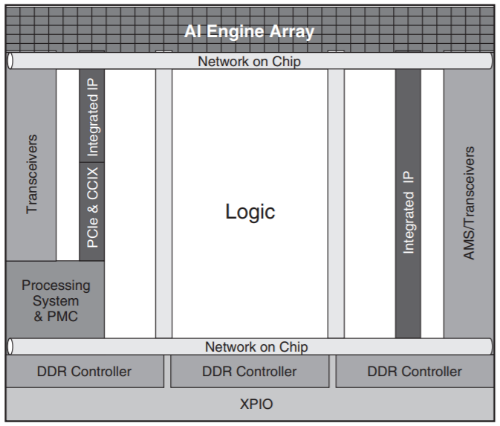 AI Engine Array
Network on Chip
Transceivers
Integrated IP
PCIe & CCIX
Logic
Integrated IP
AMS/Transceivers
Processing
System
& PMC
Network on Chip
DDR Controller
DDR Controller
DDR Controller
XPIO